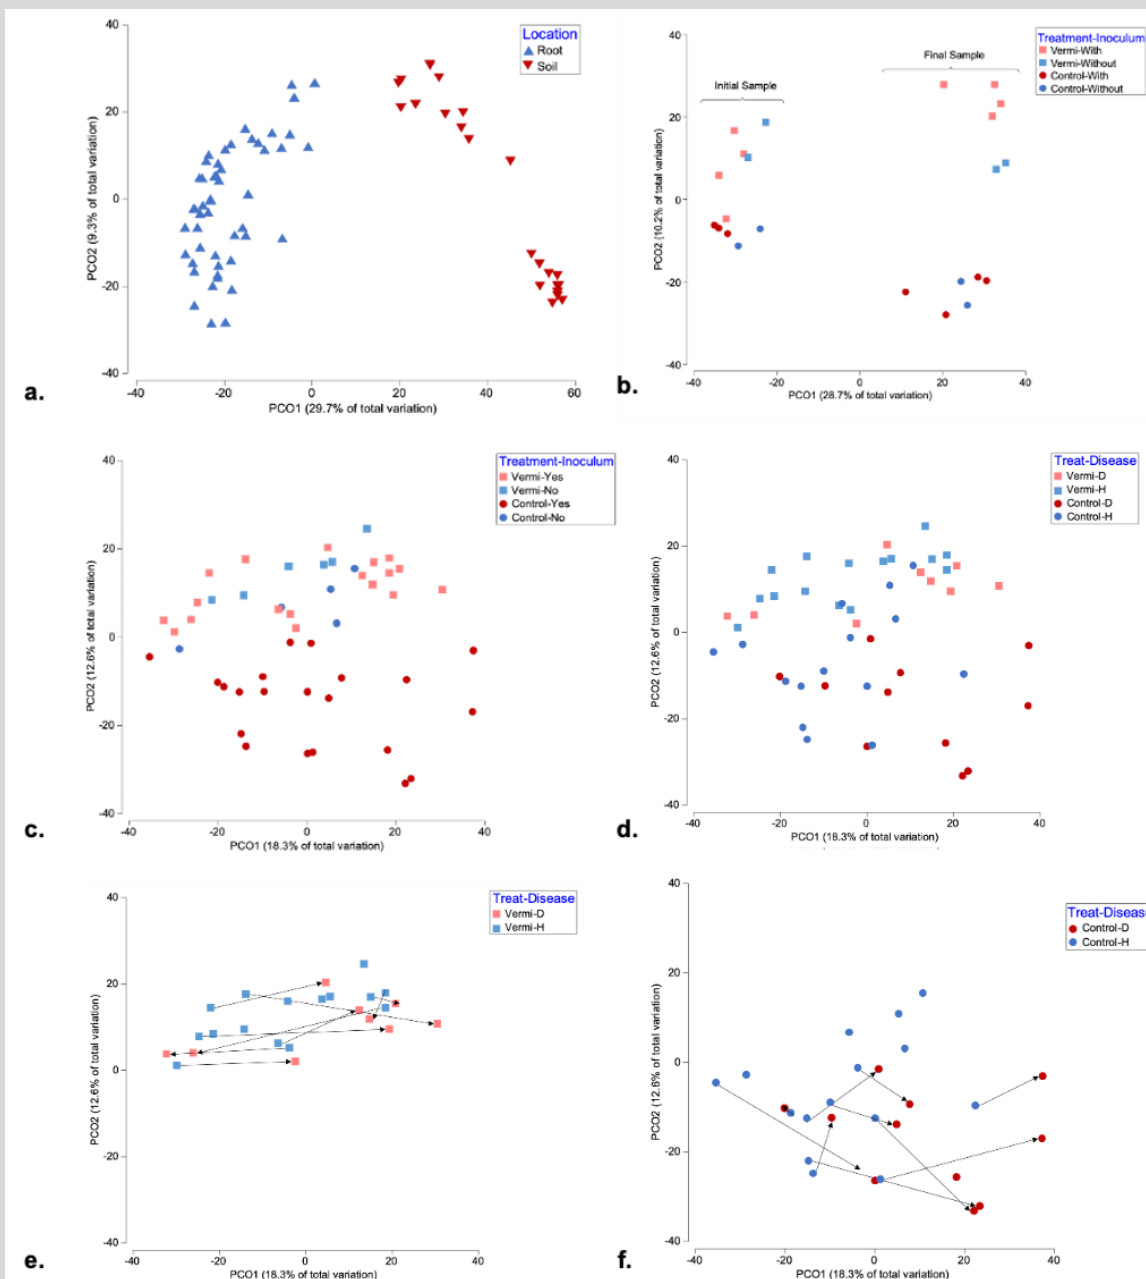 40
20
0
-20
-40
-40
-20
0
20
40
60
PCO2 (9.3% of total variation)
PCO1 (29.7% of total variation)
Location
Root
Soil
a.
40
20
0
-20
-40
-40
-20
0
20
40
PCO2 (10.2% of total variation)
PCO1 (28.7% of total variation)
Initial Sample
Final Sample
Treatment-Inoculum
Vermi-With
Vermi-Without
Control-With
Control-Without
b.
40
20
0
-20
-40
-40
-20
0
20
40
PCO2 (12.6% of total variation)
PCO1 (18.3% of total variation)
Treatment-Inoculum
Vermi-Yes
Vermi-No
Control-Yes
Control-No
c.
40
20
0
-20
-40
-40
-20
0
20
40
PCO2 (12.6% of total variation)
PCO1 (18.3% of total variation)
Treat-Disease
Vermi-D
Vermi-H
Control-D
Control-H
d.
40
20
0
-20
-40
-40
-20
0
20
40
PCO2 (12.6% of total variation)
PCO1 (18.3% of total variation)
Treat-Disease
Vermi-D
Vermi-H
e.
40
20
0
-20
-40
-40
-20
0
20
40
PCO2 (12.6% of total variation)
PCO1 (18.3% of total variation)
Treat-Disease
Control-D
Control-H
f.